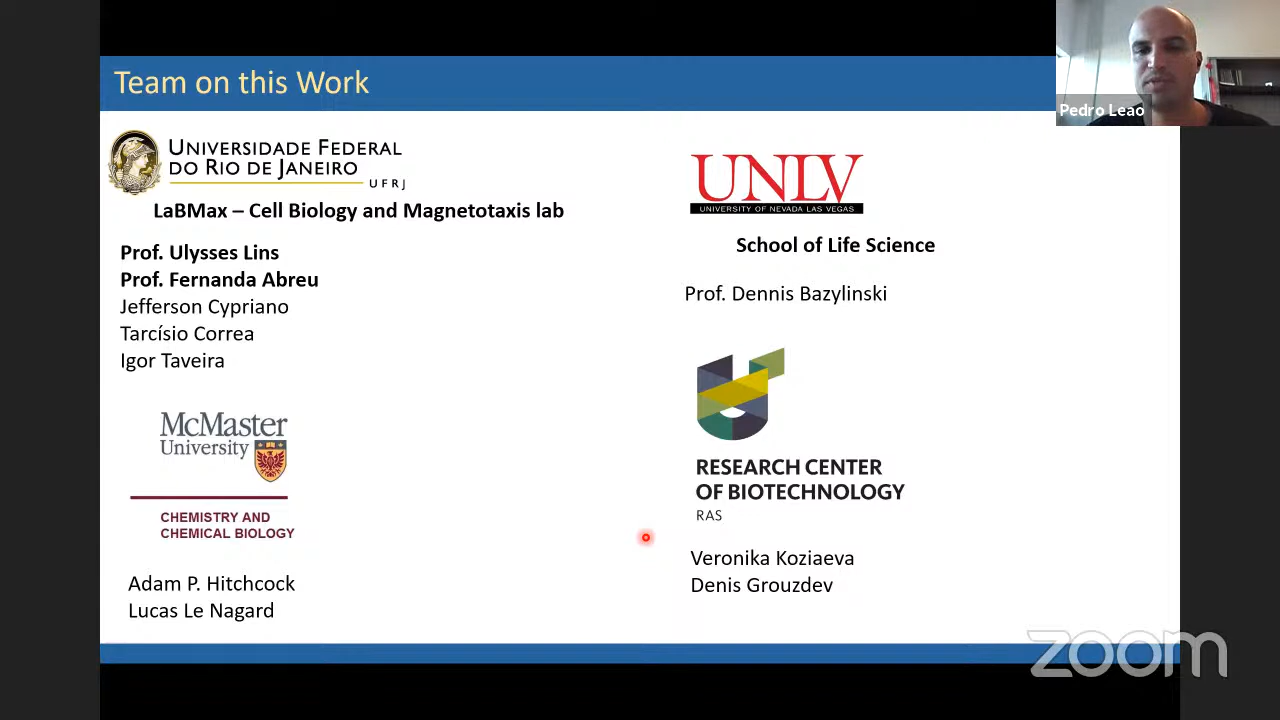 Team on this Work
Pedro Leao
UNIVERSIDADE FEDERAL
DO RIO DE JANEIRO
UFRJ
LaBMax – Cell Biology and Magnetotaxis lab
Prof. Ulysses Lins
Prof. Fernanda Abreu
Jefferson Cypriano
Tarcísio Correa
Igor Taveira
McMaster
University
CHEMISTRY AND
CHEMICAL BIOLOGY
Adam P. Hitchcock
Lucas Le Nagard
UNLV
UNIVERSITY OF NEVADA LAS VEGAS
School of Life Science
Prof. Dennis Bazylinski
RESEARCH CENTER
OF BIOTECHNOLOGY
RAS
Veronika Koziaeva
Denis Grouzdev
zoom